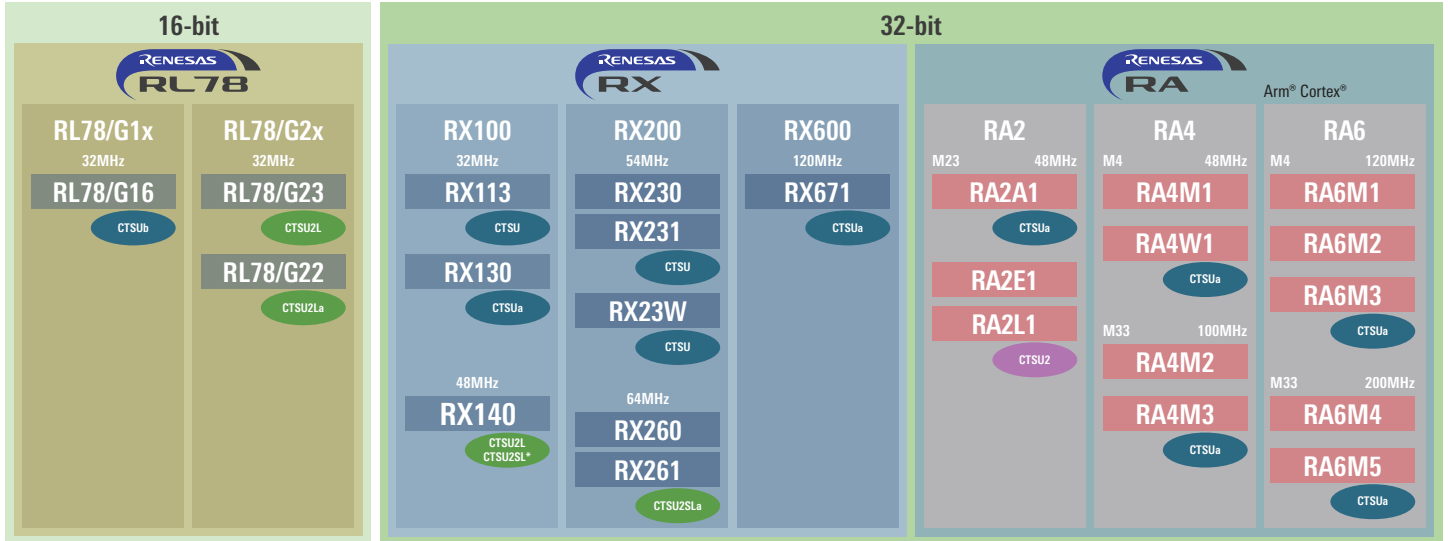 16-bit
RENESAS
RL78
RL78/G1x
32MHz
RL78/G16
CTSUb
RL78/G2x
32MHz
RL78/G23
CTSU2L
RL78/G22
CTSU2La
32-bit
RENESAS
RX
RX100
32MHz
RX113
CTSU
RX130
CTSUa
48MHz
RX140
CTSU2L
CTSU2SL*
RX200
54MHz
RX230
RX231
CTSU
RX23W
CTSU
64MHz
RX260
RX261
CTSU2SLa
RX600
120MHz
RX671
CTSUa
RENESAS
RA
Arm® Cortex®
RA2
M23 48MHz
RA2A1
CTSUa
RA2E1
RA2L1
CTSU2
RA4
M4 48MHz
RA4M1
RA4W1
CTSUa
M33 100MHz
RA4M2
RA4M3
CTSUa
RA6
M4 120MHz
RA6M1
RA6M2
RA6M3
CTSUa
M33 200MHz
RA6M4
RA6M5
CTSUa